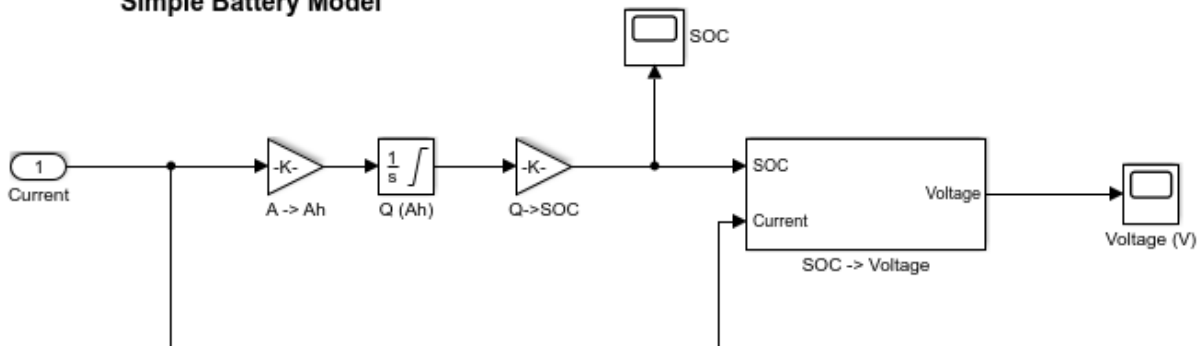 Simple Battery Model
SOC
1
Current
-K-
A -> Ah
1
s
Q (Ah)
-K-
Q->SOC
SOC
Current
Voltage
SOC -> Voltage
Voltage (V)